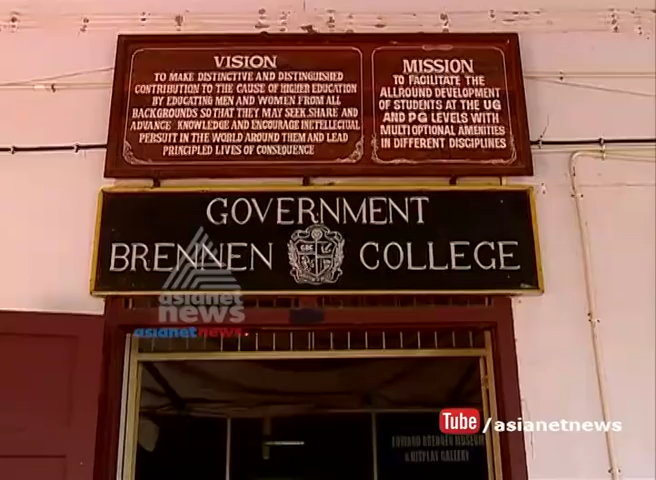 VISION
TO MAKE DISTINCTIVE AND DISTINGUISHED
CONTRIBUTION TO THE CAUSE OF HIGHER EDUCATION
BY EDUCATING MEN AND WOMEN FROM ALL
BACKGROUNDS SO THAT THEY MAY SEEK, SHARE AND
ADVANCE KNOWLEDGE AND ENCOURAGE INTELLECTUAL
PERSUIT IN THE WORLD AROUND THEM AND LEAD
PRINCIPLED LIVES OF CONSEQUENCE
MISSION
TO FACILITATE THE
ALLROUND DEVELOPMENT
OF STUDENTS AT THE UG
AND PG LEVELS WITH
MULTI OPTIONAL AMENITES
IN DIFFERENT DISCIPLINES
GOVERNMENT
BRENNEN COLLEGE
GBC
asianet
news
asianetnews
You Tube /asianetnews
EDWARD BRENNEN MUSEUM
& DISPLAY GALLERY